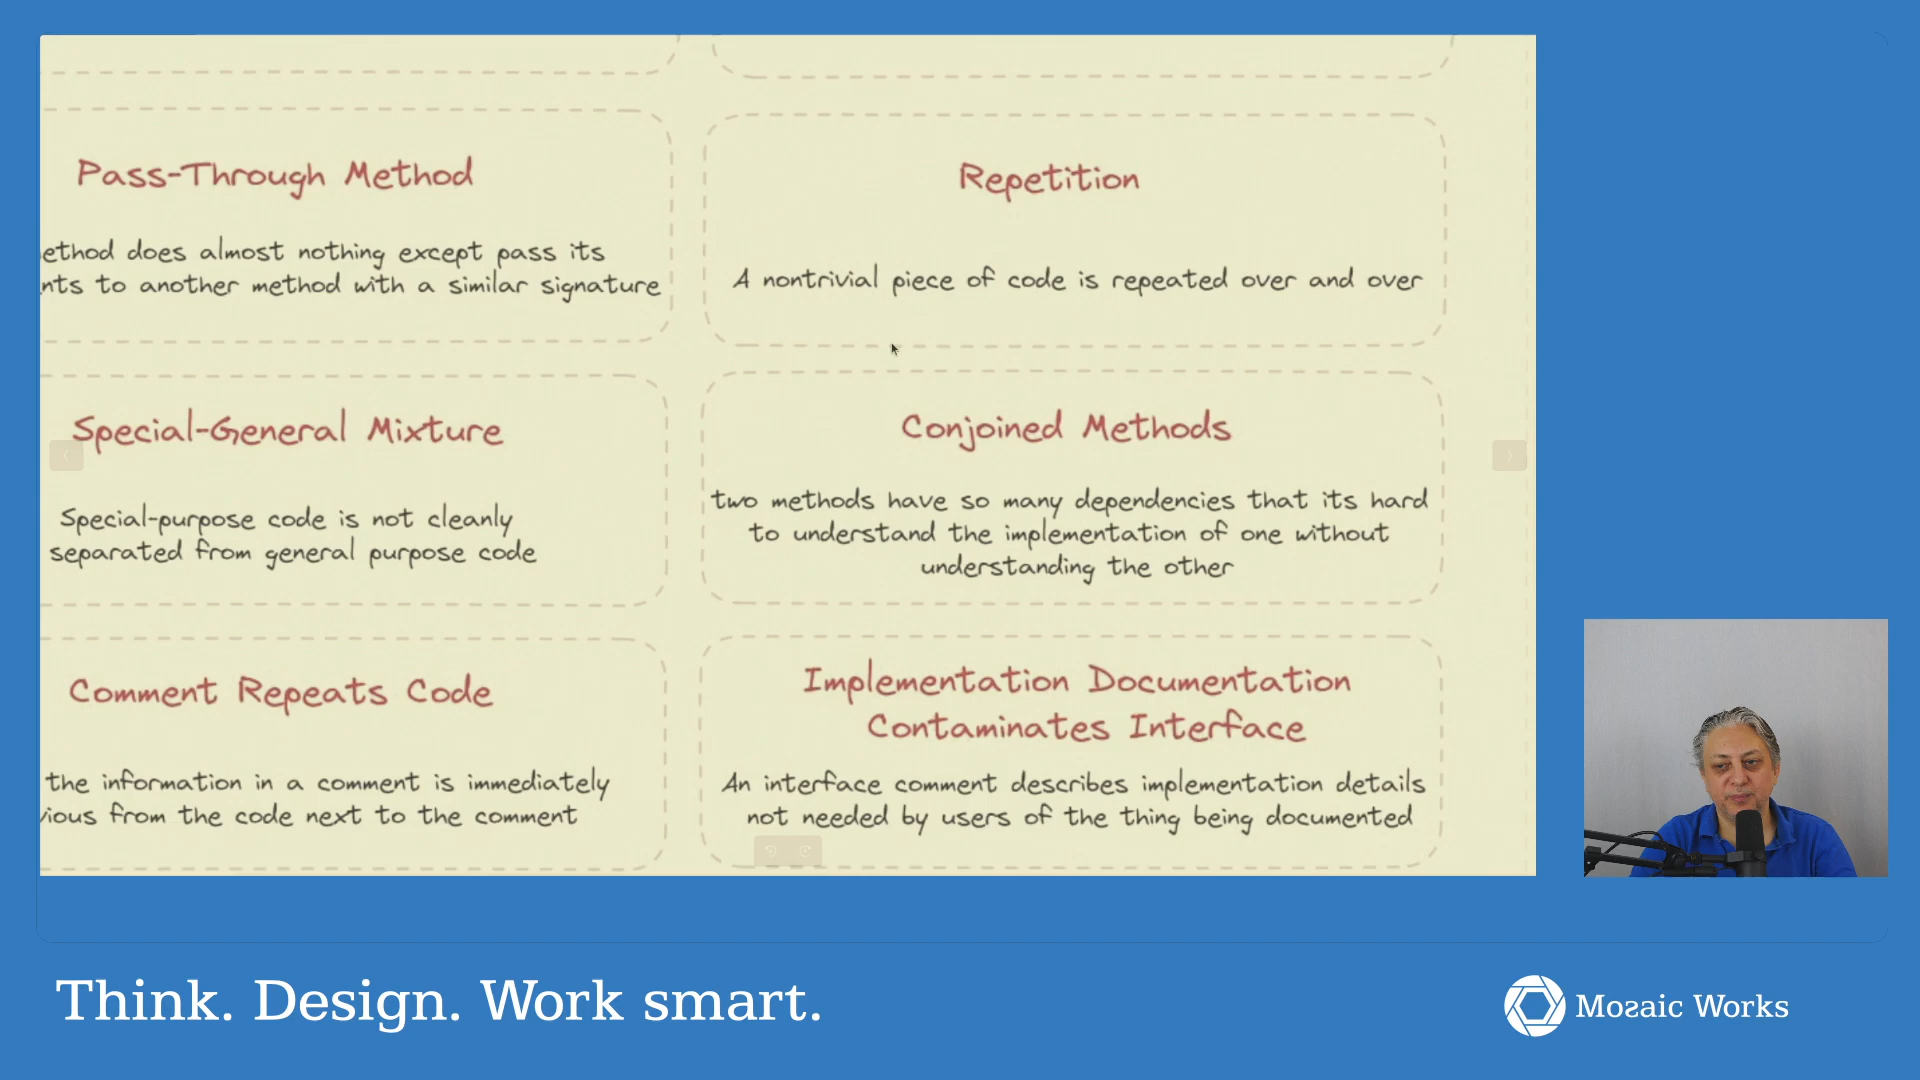 Pass-Through Method
ethod does almost nothing except pass its
nts to another method with a similar signature
Repetition
A nontrivial piece of code is repeated over and over
Special-General Mixture
Special-purpose code is not cleanly
separated from general purpose code
Conjoined Methods
two methods have so many dependencies that its hard
to understand the implementation of one without
understanding the other
Comment Repeats Code
the information in a comment is immediately
vious from the code next to the comment
Implementation Documentation
Contaminates Interface
An interface comment describes implementation details
not needed by users of the thing being documented
Think. Design. Work smart.
Mozaic Works